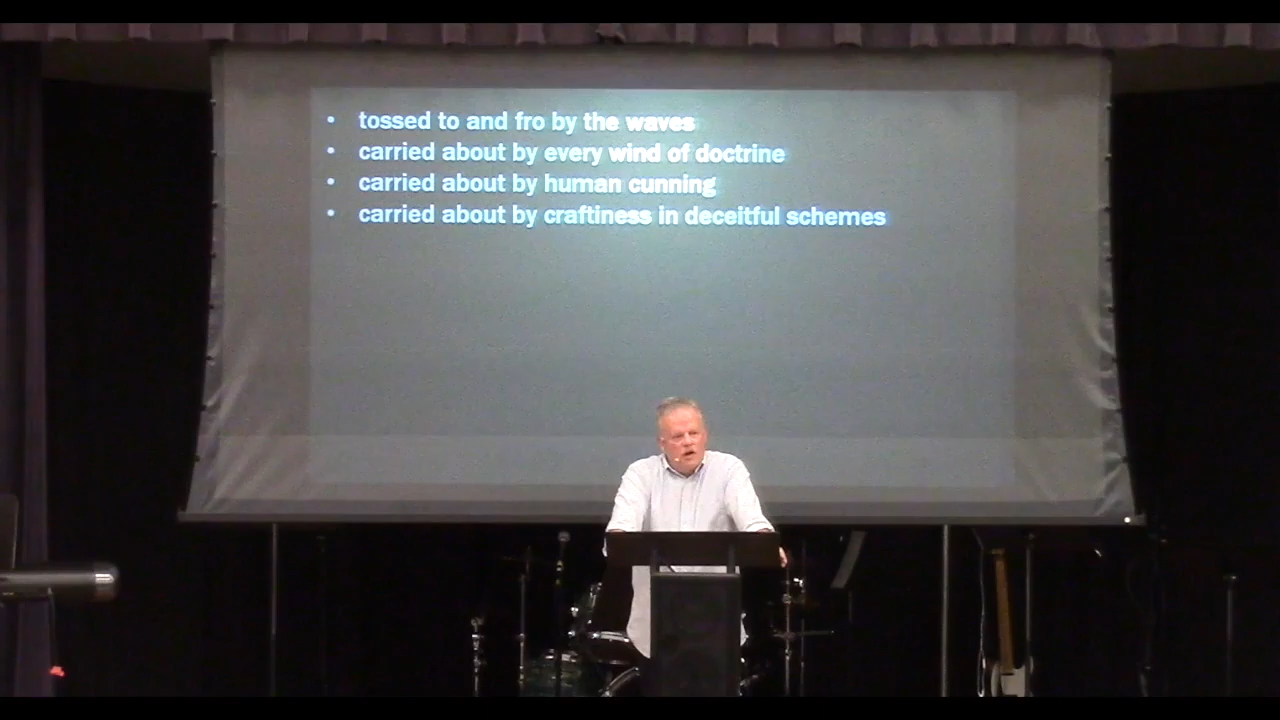 • tossed to and fro by the waves
• carried about by every wind of doctrine
• carried about by human cunning
• carried about by craftiness in deceitful schemes